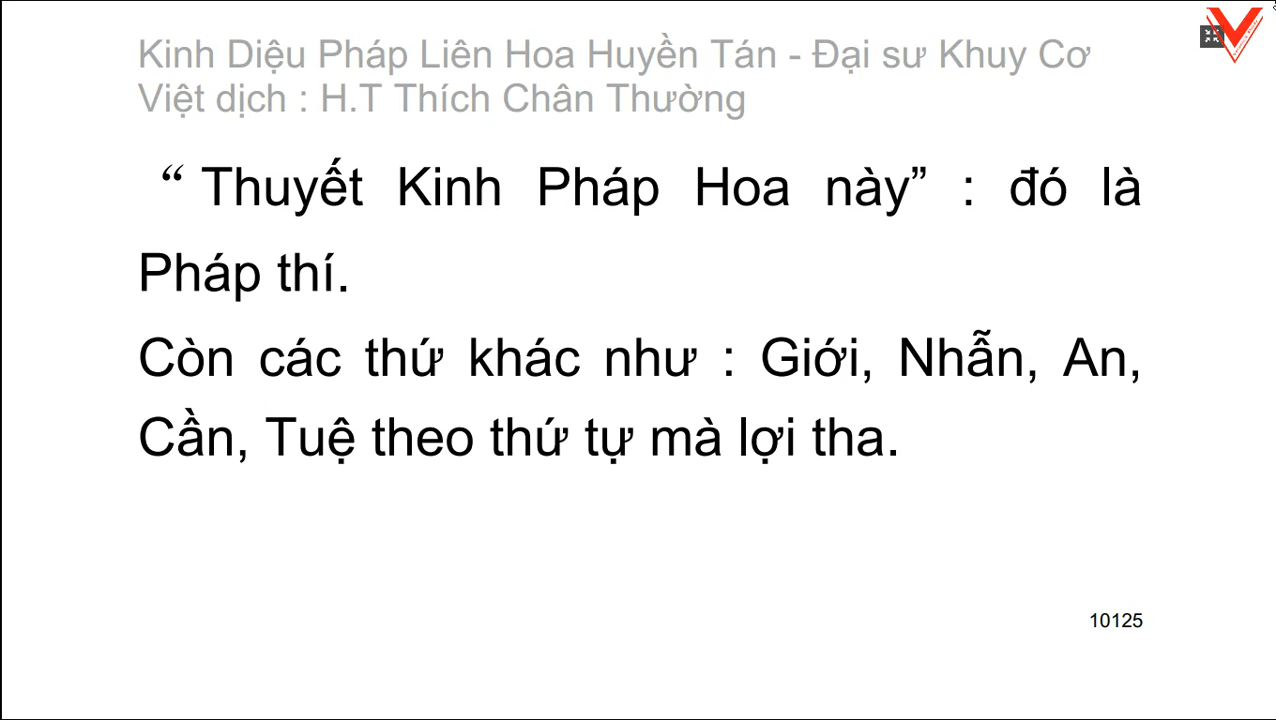 Kinh Diệu Pháp Liên Hoa Huyền Tán - Đại sư Khuy Cơ
Việt dịch : H.T Thích Chân Thường
“ Thuyết Kinh Pháp Hoa này” : đó là
Pháp thí.
Còn các thứ khác như : Giới, Nhẫn, An,
Cần, Tuệ theo thứ tự mà lợi tha.
10125